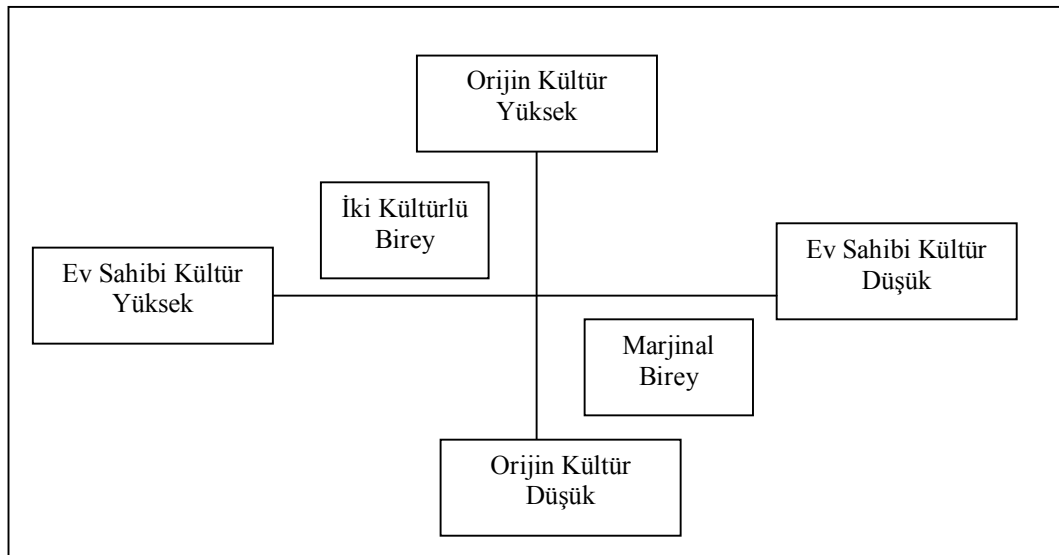 Orijin Kültür
Yüksek
İki Kültürlü
Birey
Ev Sahibi Kültür
Yüksek
Ev Sahibi Kültür
Düşük
Marjinal
Birey
Orijin Kültür
Düşük